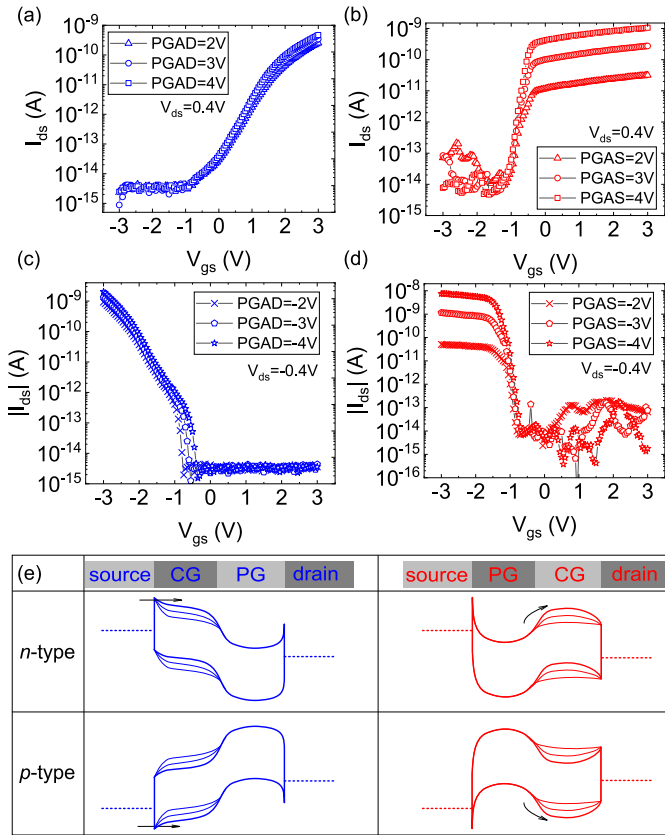 (a)
I_ds (A)
10^-9
10^-10
10^-11
10^-12
10^-13
10^-14
10^-15
PGAD=2V
PGAD=3V
PGAD=4V
V_ds=0.4V
-3 -2 -1 0 1 2 3
V_gs (V)
(b)
I_ds (A)
10^-9
10^-10
10^-11
10^-12
10^-13
10^-14
10^-15
V_ds=0.4V
PGAS=2V
PGAS=3V
PGAS=4V
-3 -2 -1 0 1 2 3
V_gs (V)
(c)
|I_ds| (A)
10^-9
10^-10
10^-11
10^-12
10^-13
10^-14
10^-15
PGAD=-2V
PGAD=-3V
PGAD=-4V
V_ds=-0.4V
-3 -2 -1 0 1 2 3
V_gs (V)
(d)
|I_ds| (A)
10^-8
10^-9
10^-10
10^-11
10^-12
10^-13
10^-14
10^-15
10^-16
PGAS=-2V
PGAS=-3V
PGAS=-4V
V_ds=-0.4V
-3 -2 -1 0 1 2 3
V_gs (V)
(e)
source CG PG drain
source PG CG drain
n-type
p-type